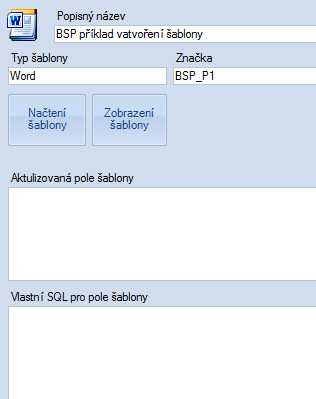 Popisný název
BSP příklad vatvoření šablony
Typ šablony
Značka
Word
BSP_P1
Načtení
šablony
Zobrazení
šablony
Aktulizovaná pole šablony
Vlastní SQL pro pole šablony